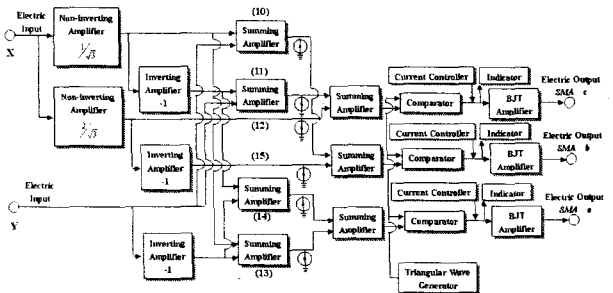 Electric
Input
X
Non-inverting
Amplifier
1/√3
Non-inverting
Amplifier
2/√3
Inverting
Amplifier
-1
Inverting
Amplifier
-1
Electric
Input
Y
Inverting
Amplifier
-1
(10)
Summing
Amplifier
(11)
Summing
Amplifier
(12)
(15)
Summing
Amplifier
(14)
Summing
Amplifier
(13)
Summing
Amplifier
Summing
Amplifier
Summing
Amplifier
Current Controller
Indicator
Comparator
BJT
Amplifier
Electric Output
SMA c
Current Controller
Indicator
Comparator
BJT
Amplifier
Electric Output
SMA b
Current Controller
Indicator
Comparator
BJT
Amplifier
Electric Output
SMA a
Triangular Wave
Generator